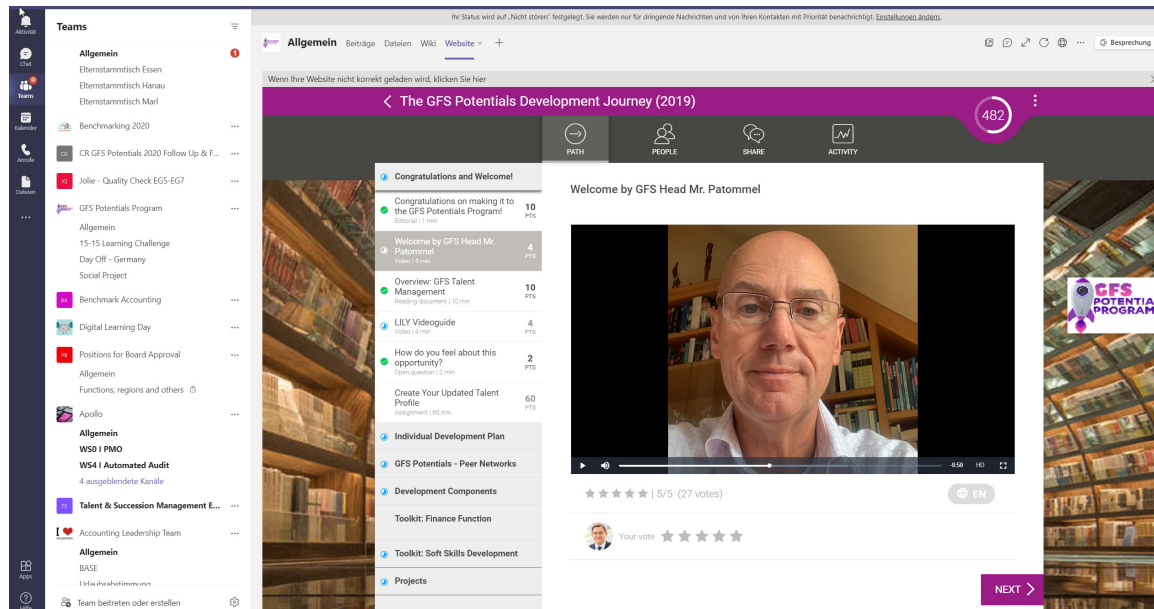 Ihr Status wird auf „Nicht stören" festgelegt. Sie werden nur für dringende Nachrichten und von Ihren Kontakten mit Priorität benachrichtigt. Einstellungen ändern.
Aktivität
Chat
Teams
Kalender
Anrufe
Dateien
Apps
Teams
Allgemein
1
Elternstammtisch Essen
Elternstammtisch Hanau
Elternstammtisch Marl
Benchmarking 2020
CG
CR GFS Potentials 2020 Follow Up & F...
Jolie - Quality Check EG5-EG7
GFS Potentials Program
Allgemein
15-15 Learning Challenge
Day Off - Germany
Social Project
BA
Benchmark Accounting
Digital Learning Day
Positions for Board Approval
Allgemein
Functions, regions and others
Apollo
Allgemein
WS0 I PMO
WS4 I Automated Audit
4 ausgeblendete Kanäle
TS
Talent & Succession Management E...
Accounting Leadership Team
Allgemein
BASE
Urlaubsabstimmung
Team beitreten oder erstellen
Allgemein Beiträge Dateien Wiki Website
Besprechung
Wenn Ihre Website nicht korrekt geladen wird, klicken Sie hier
The GFS Potentials Development Journey (2019)
482
PATH PEOPLE SHARE ACTIVITY
Congratulations and Welcome!
Congratulations on making it to
the GFS Potentials Program!
Editorial | 1 min
10
PTS
Welcome by GFS Head Mr.
Patommel
Video | 4 min
4
PTS
Overview: GFS Talent
Management
Reading document | 10 min
10
PTS
LILY Videoguide
Video | 4 min
4
PTS
How do you feel about this
opportunity?
Open question | 2 min
2
PTS
Create Your Updated Talent
Profile
Assignment | 60 min
60
PTS
Individual Development Plan
GFS Potentials - Peer Networks
Development Components
Toolkit: Finance Function
Toolkit: Soft Skills Development
Projects
Welcome by GFS Head Mr. Patommel
-0:50 HD
| 5/5 (27 votes)
EN
Your vote
NEXT
GFS
POTENTIA
PROGRAM